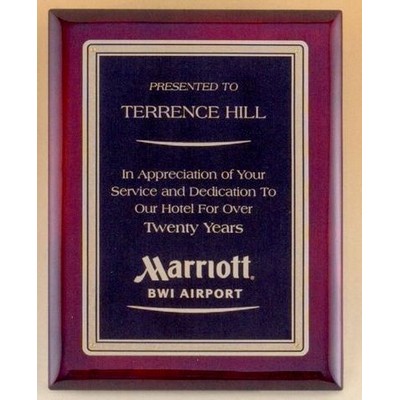 PRESENTED TO
TERRENCE HILL
In Appreciation of Your
Service and Dedication To
Our Hotel For Over
Twenty Years
Marriott.
BWI AIRPORT